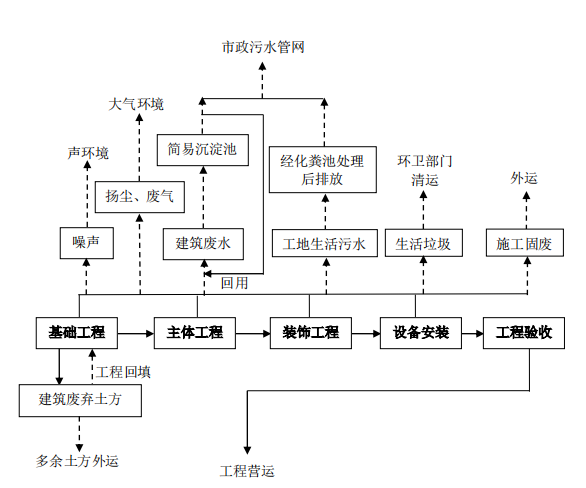 市政污水管网
大气环境
声环境
简易沉淀池
经化粪池处理
后排放
环卫部门
清运
外运
扬尘、废气
噪声
建筑废水
工地生活污水
生活垃圾
施工固废
回用
基础工程
主体工程
装饰工程
设备安装
工程验收
工程回填
建筑废弃土方
多余土方外运
工程营运